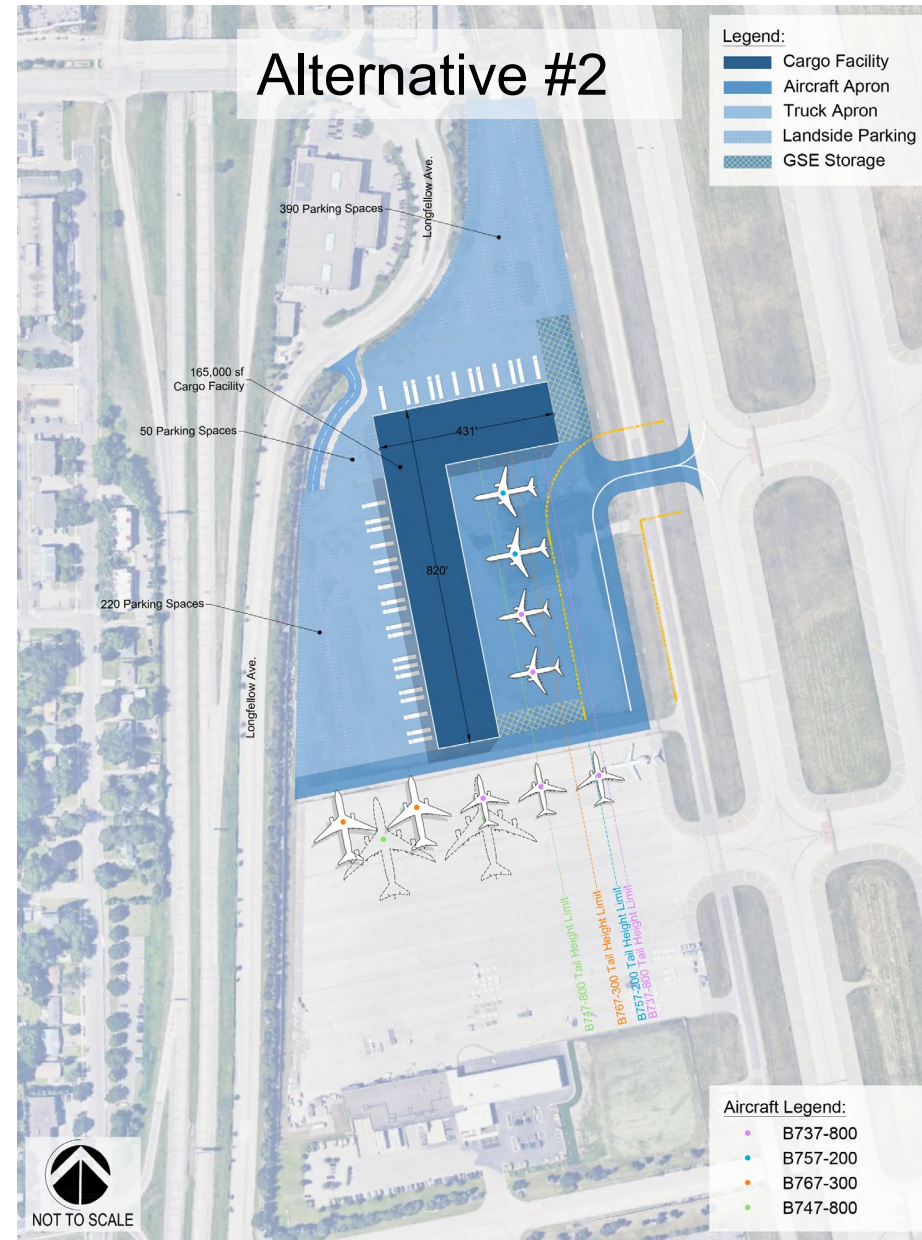 Alternative #2
Legend:
Cargo Facility
Aircraft Apron
Truck Apron
Landside Parking
GSE Storage
Longfellow Ave.
390 Parking Spaces
165,000 sf
Cargo Facility
431'
50 Parking Spaces
820'
220 Parking Spaces
Longfellow Ave.
B747-800 Tail Height Limit
B767-300 Tail Height Limit
B757-200 Tail Height Limit
B737-800 Tail Height Limit
Aircraft Legend:
B737-800
B757-200
B767-300
B747-800
NOT TO SCALE